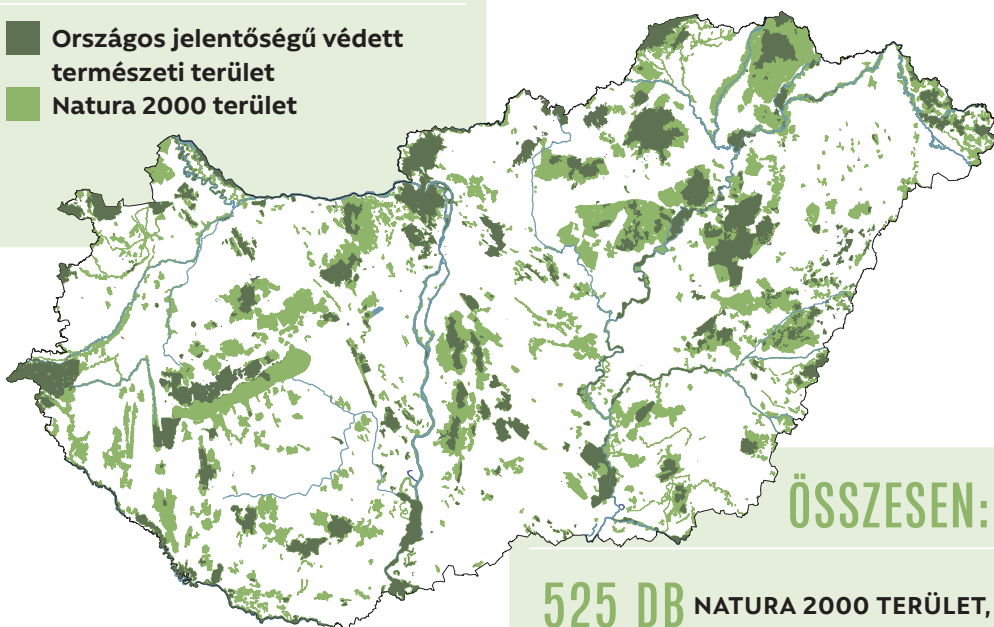 Országos jelentőségű védett
természeti terület
Natura 2000 terület
ÖSSZESEN:
525 DB NATURA 2000 TERÜLET,